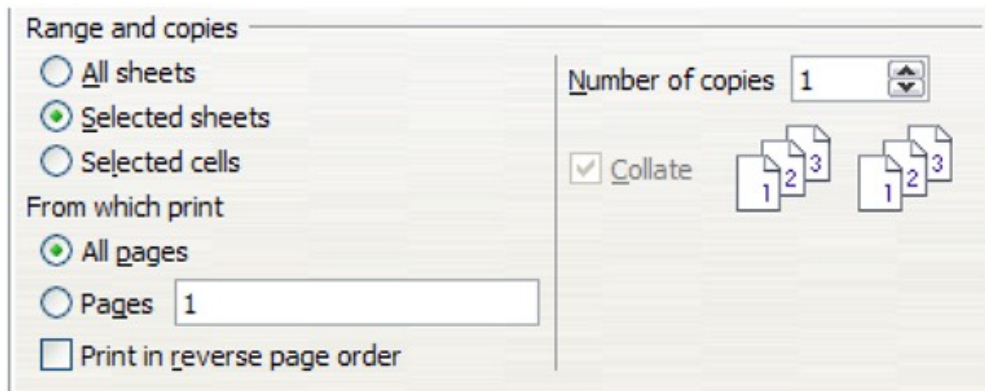 Range and copies
All sheets
Selected sheets
Selected cells
From which print
All pages
Pages 1
Print in reverse page order
Number of copies 1
Collate
1 2 3 1 2 3